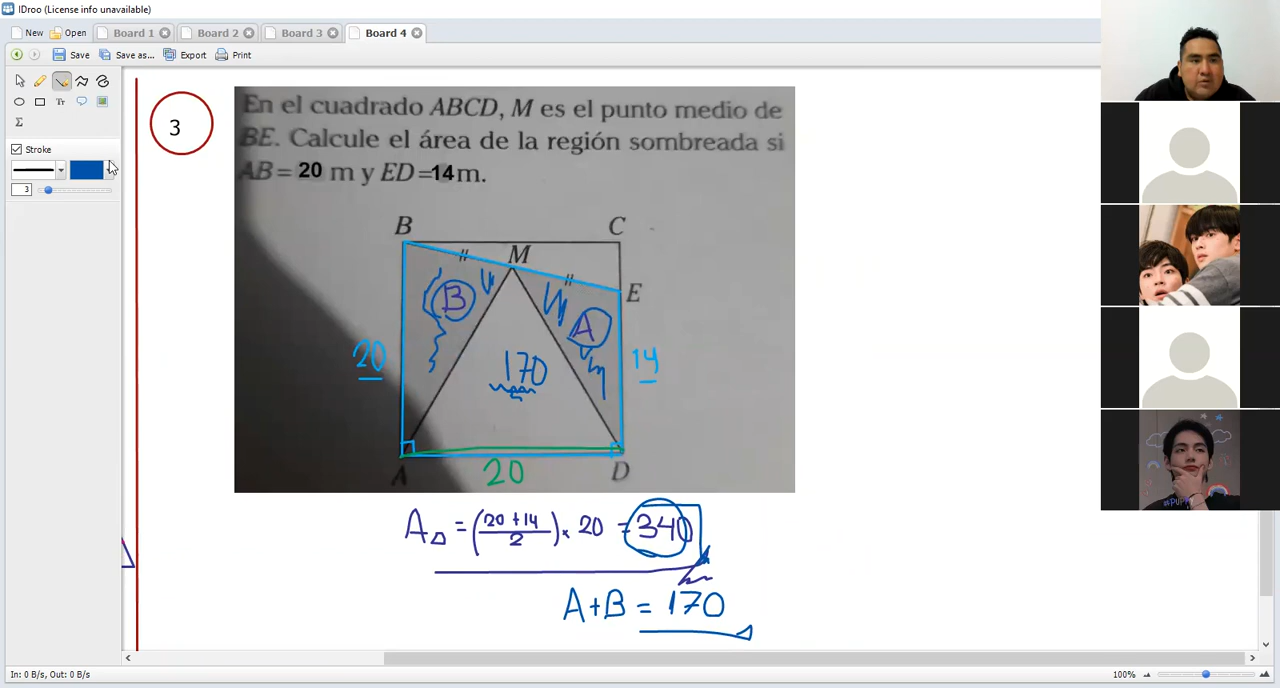 IDroo (License info unavailable)
New Open Board 1 Board 2 Board 3 Board 4
Save Save as... Export Print
Tr
Σ
Stroke
3
3
En el cuadrado ABCD, M es el punto medio de
BE. Calcule el área de la región sombreada si
AB = 20 m y ED = 14 m.
B C
M
E
B
A
20 170 14
A 20 D
A = (20 + 14 / 2) × 20 = 340
A + B = 170
In: 0 B/s, Out: 0 B/s 100%